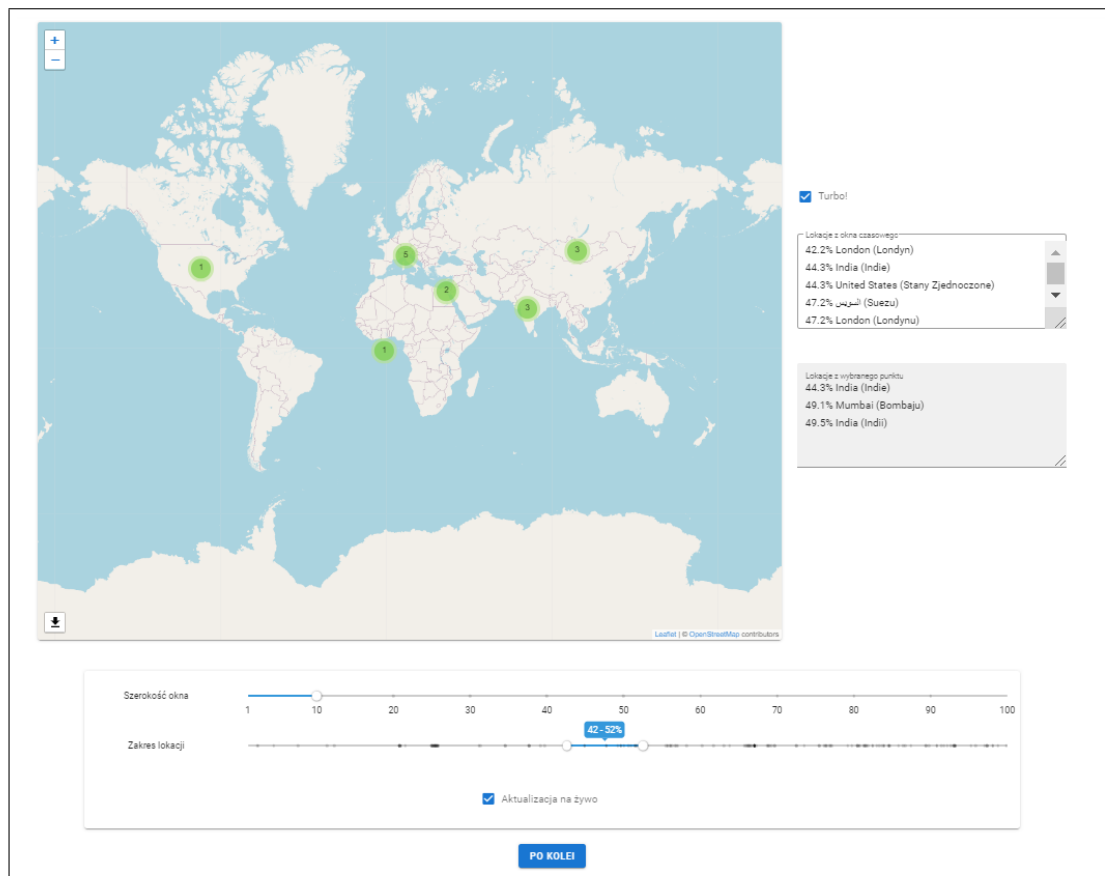 +
−
1
5
2
3
3
1
Leaflet | © OpenStreetMap contributors
Turbo!
Lokacje z okna czasowego
42.2% London (Londyn)
44.3% India (Indie)
44.3% United States (Stany Zjednoczone)
47.2% السويس (Suezu)
47.2% London (Londynu)
Lokacje z wybranego punktu
44.3% India (Indie)
49.1% Mumbai (Bombaju)
49.5% India (Indii)
Szerokość okna
1 10 20 30 40 50 60 70 80 90 100
42 - 52%
Zakres lokacji
Aktualizacja na żywo
PO KOLEI